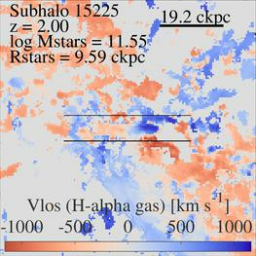 Subhalo 15225
19.2 ckpc
z = 2.00
log Mstars = 11.55
Rstars = 9.59 ckpc
Vlos (H-alpha gas) [km s⁻¹]
-1000 -500 0 500 1000